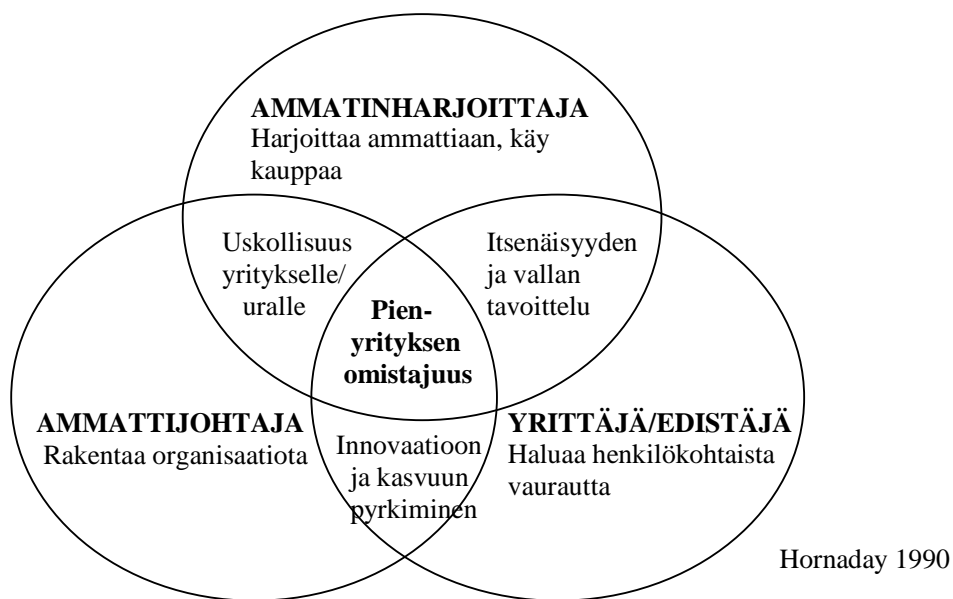 AMMATINHARJOITTAJA
Harjoittaa ammattiaan, käy
kauppaa
Uskollisuus
yritykselle/
uralle
Itsenäisyyden
ja vallan
tavoittelu
Pien-
yrityksen
omistajuus
AMMATTIJOHTAJA
Rakentaa organisaatiota
Innovaatioon
ja kasvuun
pyrkiminen
YRITTÄJÄ/EDISTÄJÄ
Haluaa henkilökohtaista
vaurautta
Hornaday 1990